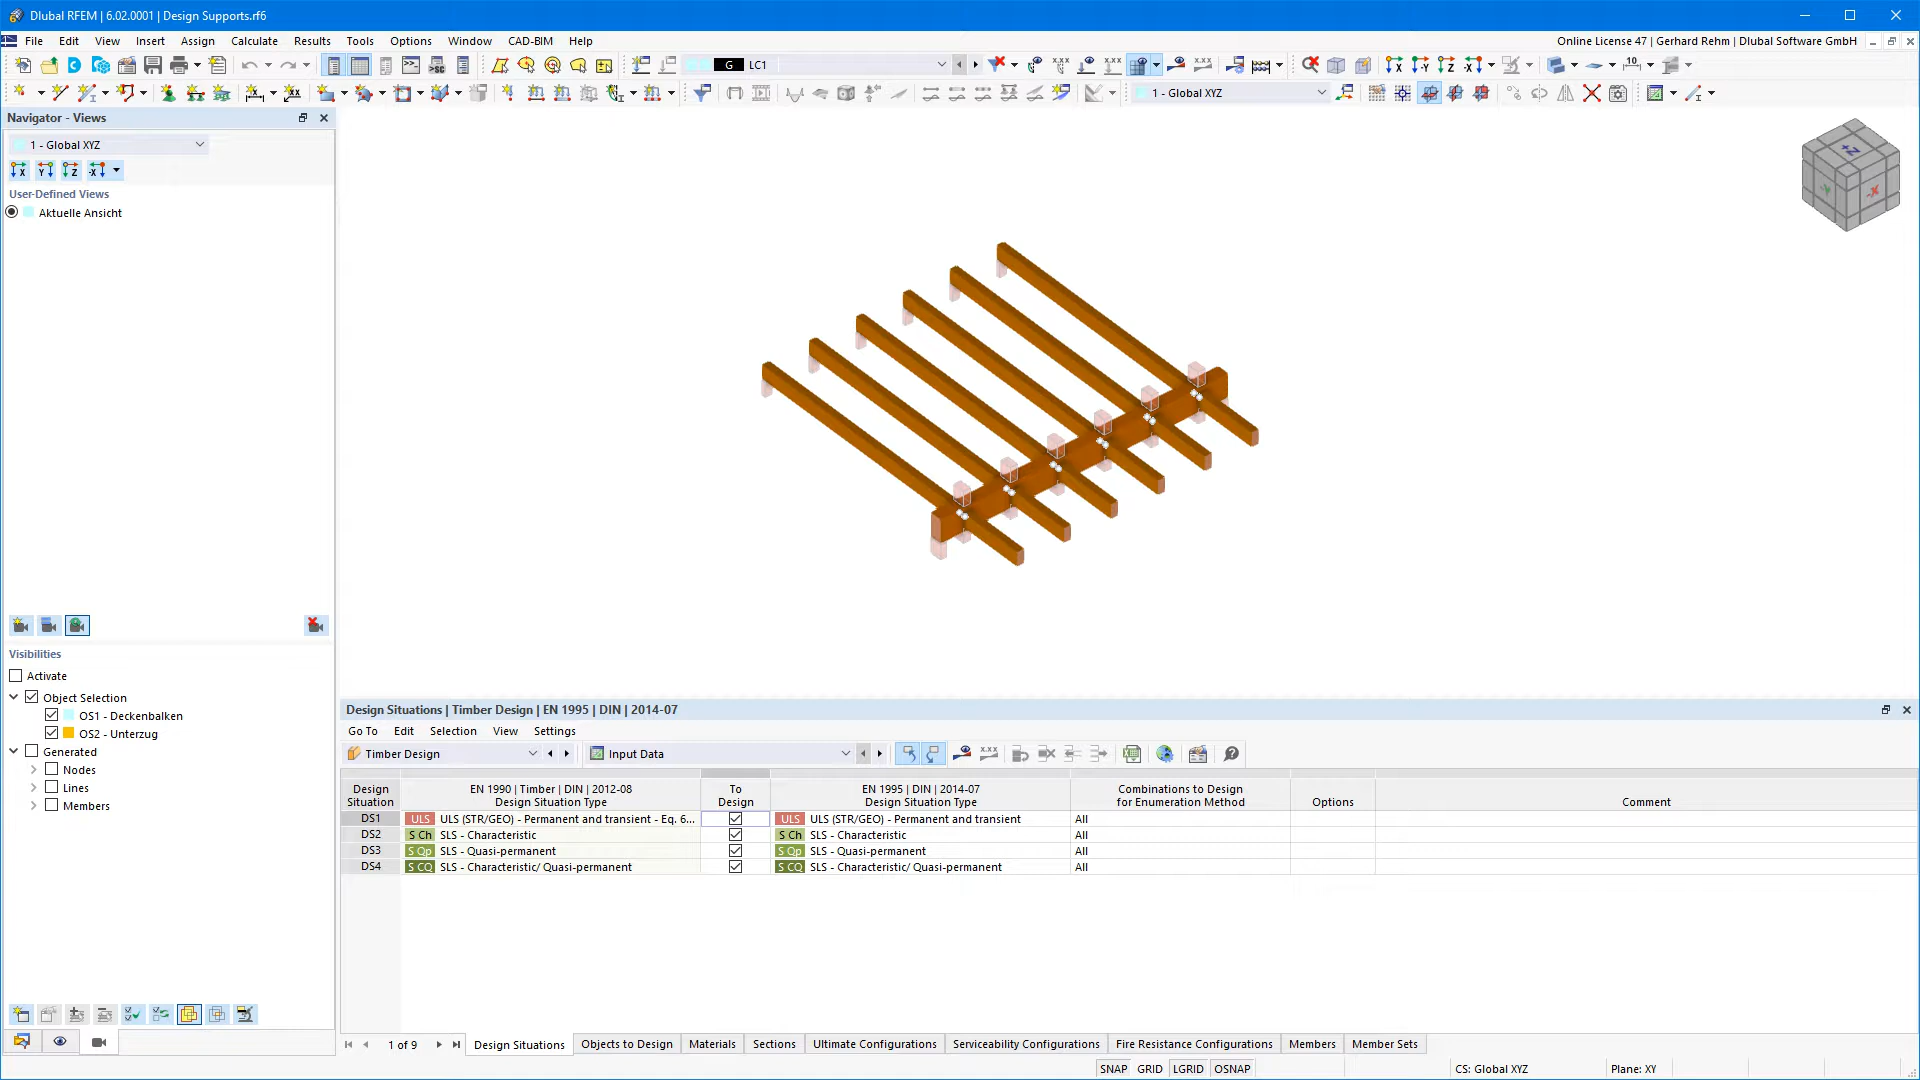 Dlubal RFEM | 6.02.0001 | Design Supports.rf6
File Edit View Insert Assign Calculate Results Tools Options Window CAD-BIM Help
Online License 47 | Gerhard Rehm | Dlubal Software GmbH
G LC1
1 - Global XYZ
Navigator - Views
1 - Global XYZ
User-Defined Views
Aktuelle Ansicht
+Z
-Y
-X
Visibilities
Activate
Object Selection
OS1 - Deckenbalken
OS2 - Unterzug
Generated
Nodes
Lines
Members
Design Situations | Timber Design | EN 1995 | DIN | 2014-07
Go To Edit Selection View Settings
Timber Design Input Data
Design Situation EN 1990 | Timber | DIN | 2012-08 Design Situation Type To Design EN 1995 | DIN | 2014-07 Design Situation Type Combinations to Design for Enumeration Method Options Comment
DS1 ULS ULS (STR/GEO) - Permanent and transient - Eq. 6... ULS ULS (STR/GEO) - Permanent and transient All
DS2 S Ch SLS - Characteristic S Ch SLS - Characteristic All
DS3 S Qp SLS - Quasi-permanent S Qp SLS - Quasi-permanent All
DS4 S CQ SLS - Characteristic/ Quasi-permanent S CQ SLS - Characteristic/ Quasi-permanent All
1 of 9 Design Situations Objects to Design Materials Sections Ultimate Configurations Serviceability Configurations Fire Resistance Configurations Members Member Sets
SNAP GRID LGRID OSNAP CS: Global XYZ Plane: XY